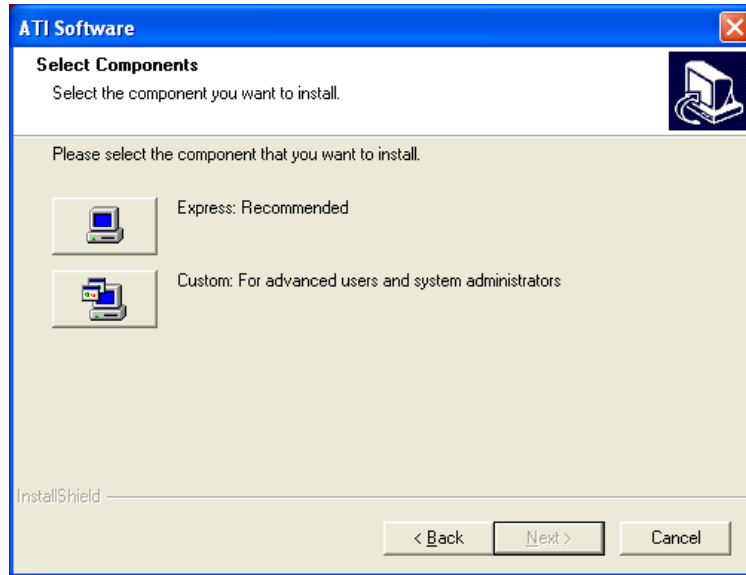 ATI Software
Select Components
Select the component you want to install.
Please select the component that you want to install.
Express: Recommended
Custom: For advanced users and system administrators
InstallShield
< Back
Next >
Cancel